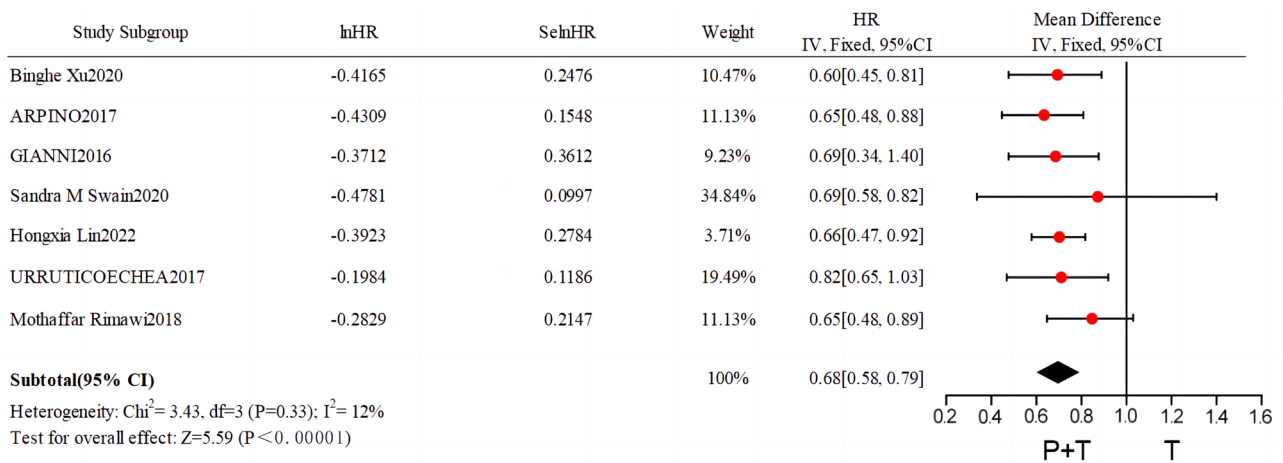 Study Subgroup lnHR SelnHR Weight HR IV, Fixed, 95%CI Mean Difference IV, Fixed, 95%CI
Binghe Xu2020 -0.4165 0.2476 10.47% 0.60[0.45, 0.81]
ARPINO2017 -0.4309 0.1548 11.13% 0.65[0.48, 0.88]
GIANNI2016 -0.3712 0.3612 9.23% 0.69[0.34, 1.40]
Sandra M Swain2020 -0.4781 0.0997 34.84% 0.69[0.58, 0.82]
Hongxia Lin2022 -0.3923 0.2784 3.71% 0.66[0.47, 0.92]
URRUTICOECHEA2017 -0.1984 0.1186 19.49% 0.82[0.65, 1.03]
Mothaffar Rimawi2018 -0.2829 0.2147 11.13% 0.65[0.48, 0.89]
Subtotal(95% CI) 100% 0.68[0.58, 0.79]
Heterogeneity: Chi²= 3.43, df=3 (P=0.33); I²= 12%
Test for overall effect: Z=5.59 (P＜0.00001)
0.2 0.4 0.6 0.8 1.0 1.2 1.4 1.6
P+T T